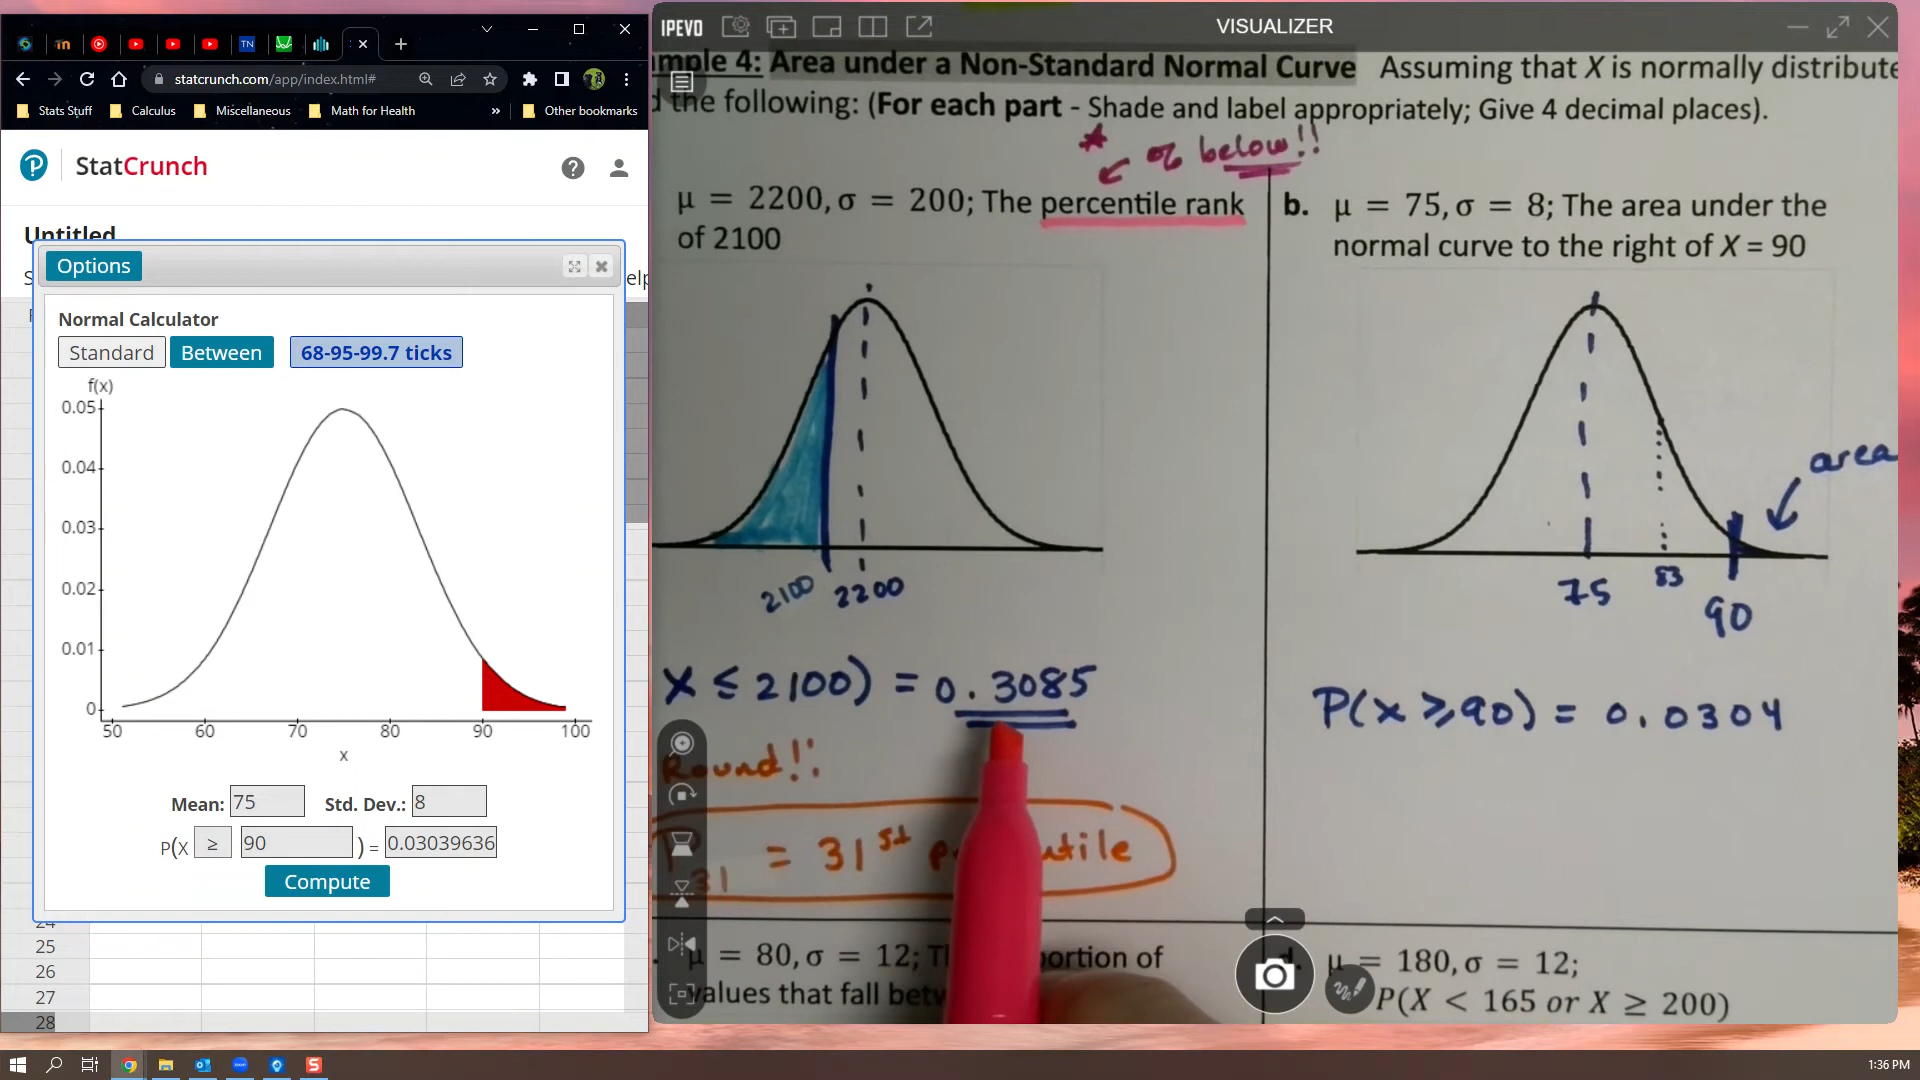 IPEVO
VISUALIZER
statcrunch.com/app/index.html#
Stats Stuff
Calculus
Miscellaneous
Math for Health
»
Other bookmarks
StatCrunch
Untitled
Options
Normal Calculator
Standard
Between
68-95-99.7 ticks
f(x)
0.05
0.04
0.03
0.02
0.01
0
50 60 70 80 90 100
x
Mean: 75 Std. Dev.: 8
P(X ≥ 90 ) = 0.03039636
Compute
24
25
26
27
28
mple 4: Area under a Non-Standard Normal Curve Assuming that X is normally distribute
d the following: (For each part - Shade and label appropriately; Give 4 decimal places).
% below!!
μ = 2200, σ = 200; The percentile rank
of 2100
2100 2200
X ≤ 2100) = 0.3085
Round!!
P31 = 31st
b. μ = 75, σ = 8; The area under the
normal curve to the right of X = 90
area
75 83 90
P(X ≥ 90) = 0.0304
μ = 80, σ = 12;
values that fall
μ = 180, σ = 12;
P(X < 165 or X ≥ 200)
1:36 PM